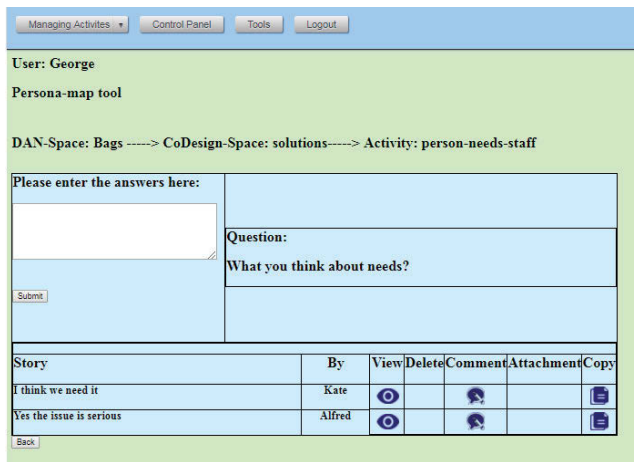 Managing Activites Control Panel Tools Logout
User: George
Persona-map tool
DAN-Space: Bags -----> CoDesign-Space: solutions-----> Activity: person-needs-staff
Please enter the answers here:
Question:
What you think about needs?
Submit
Story By View Delete Comment Attachment Copy
I think we need it Kate
Yes the issue is serious Alfred
Back